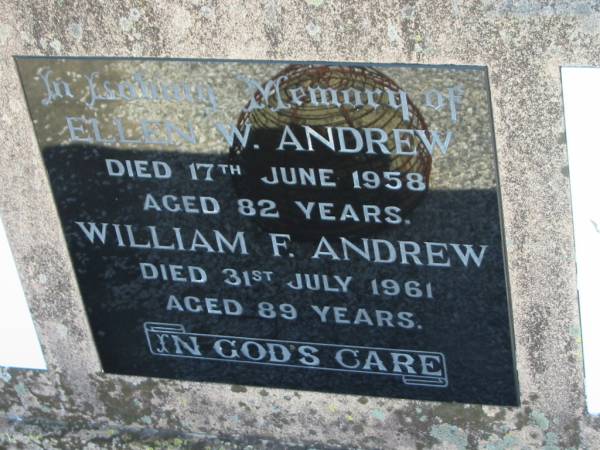 In Loving Memory of
ELLEN W. ANDREW
DIED 17TH JUNE 1958
AGED 82 YEARS.
WILLIAM F. ANDREW
DIED 31ST JULY 1961
AGED 89 YEARS.
IN GOD'S CARE